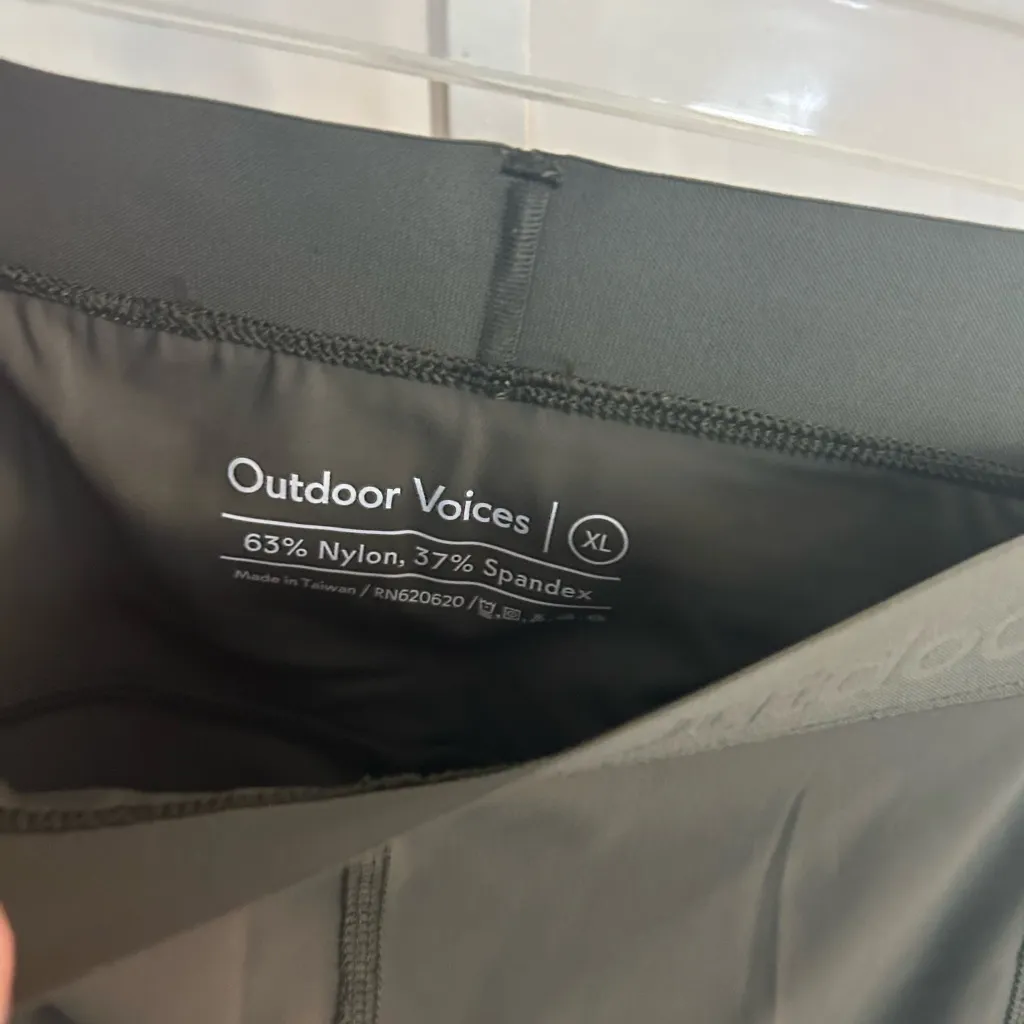 Outdoor Voices | XL
63% Nylon, 37% Spandex
Made in Taiwan / RN620620 /